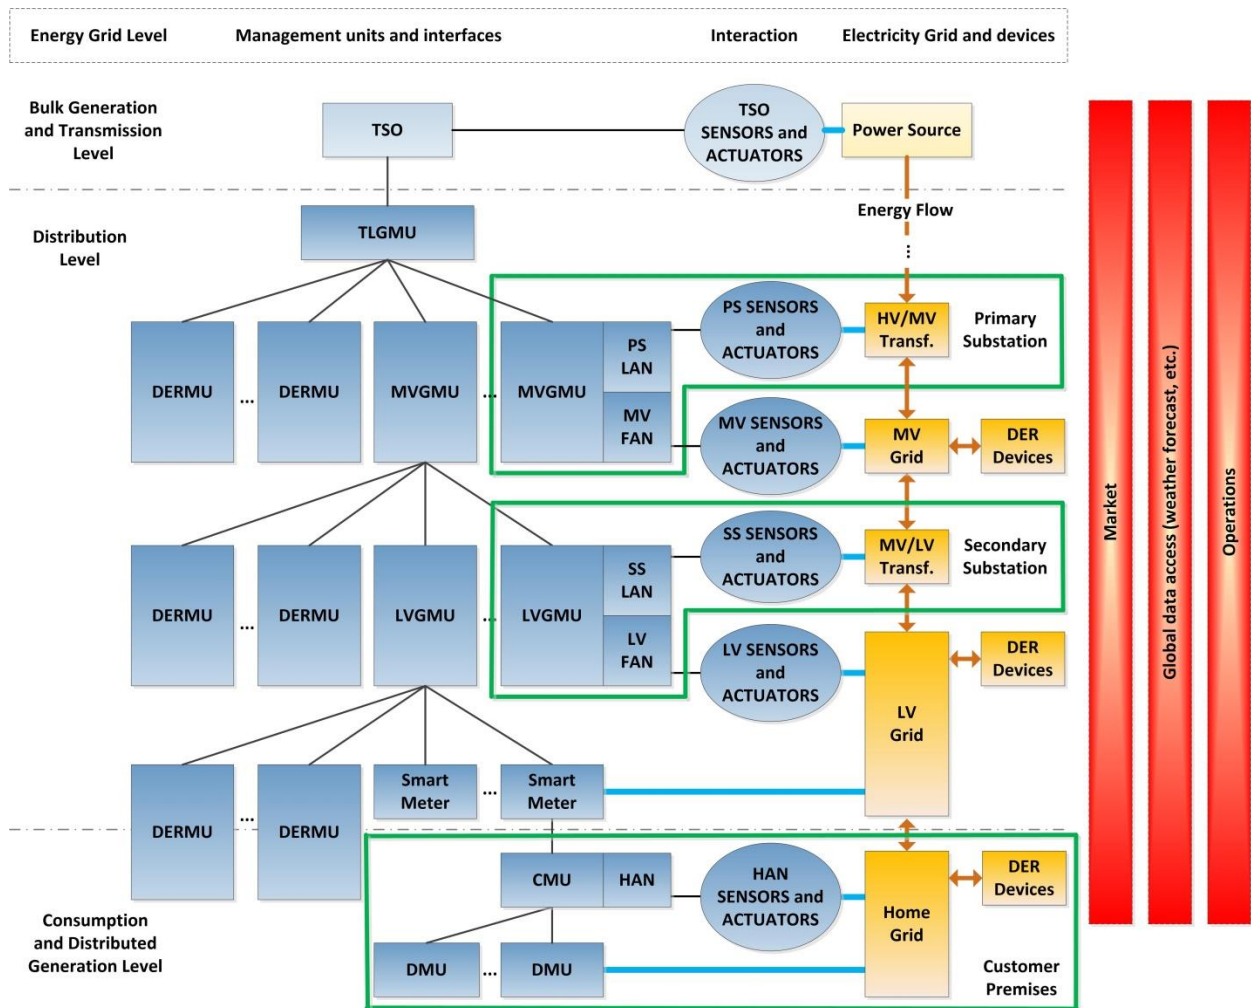 Energy Grid Level
Management units and interfaces
Interaction
Electricity Grid and devices
Bulk Generation
and Transmission
Level
TSO
TSO
SENSORS and
ACTUATORS
Power Source
Energy Flow
...
Distribution
Level
TLGMU
DERMU
...
DERMU
MVGMU
...
MVGMU
PS
LAN
MV
FAN
PS SENSORS
and
ACTUATORS
HV/MV
Transf.
Primary
Substation
MV SENSORS
and
ACTUATORS
MV
Grid
DER
Devices
DERMU
...
DERMU
LVGMU
...
LVGMU
SS
LAN
LV
FAN
SS SENSORS
and
ACTUATORS
MV/LV
Transf.
Secondary
Substation
LV SENSORS
and
ACTUATORS
LV
Grid
DER
Devices
DERMU
...
DERMU
Smart
Meter
...
Smart
Meter
Consumption
and Distributed
Generation Level
CMU
HAN
HAN
SENSORS and
ACTUATORS
Home
Grid
DER
Devices
DMU
...
DMU
Customer
Premises
Market
Global data access (weather forecast, etc.)
Operations